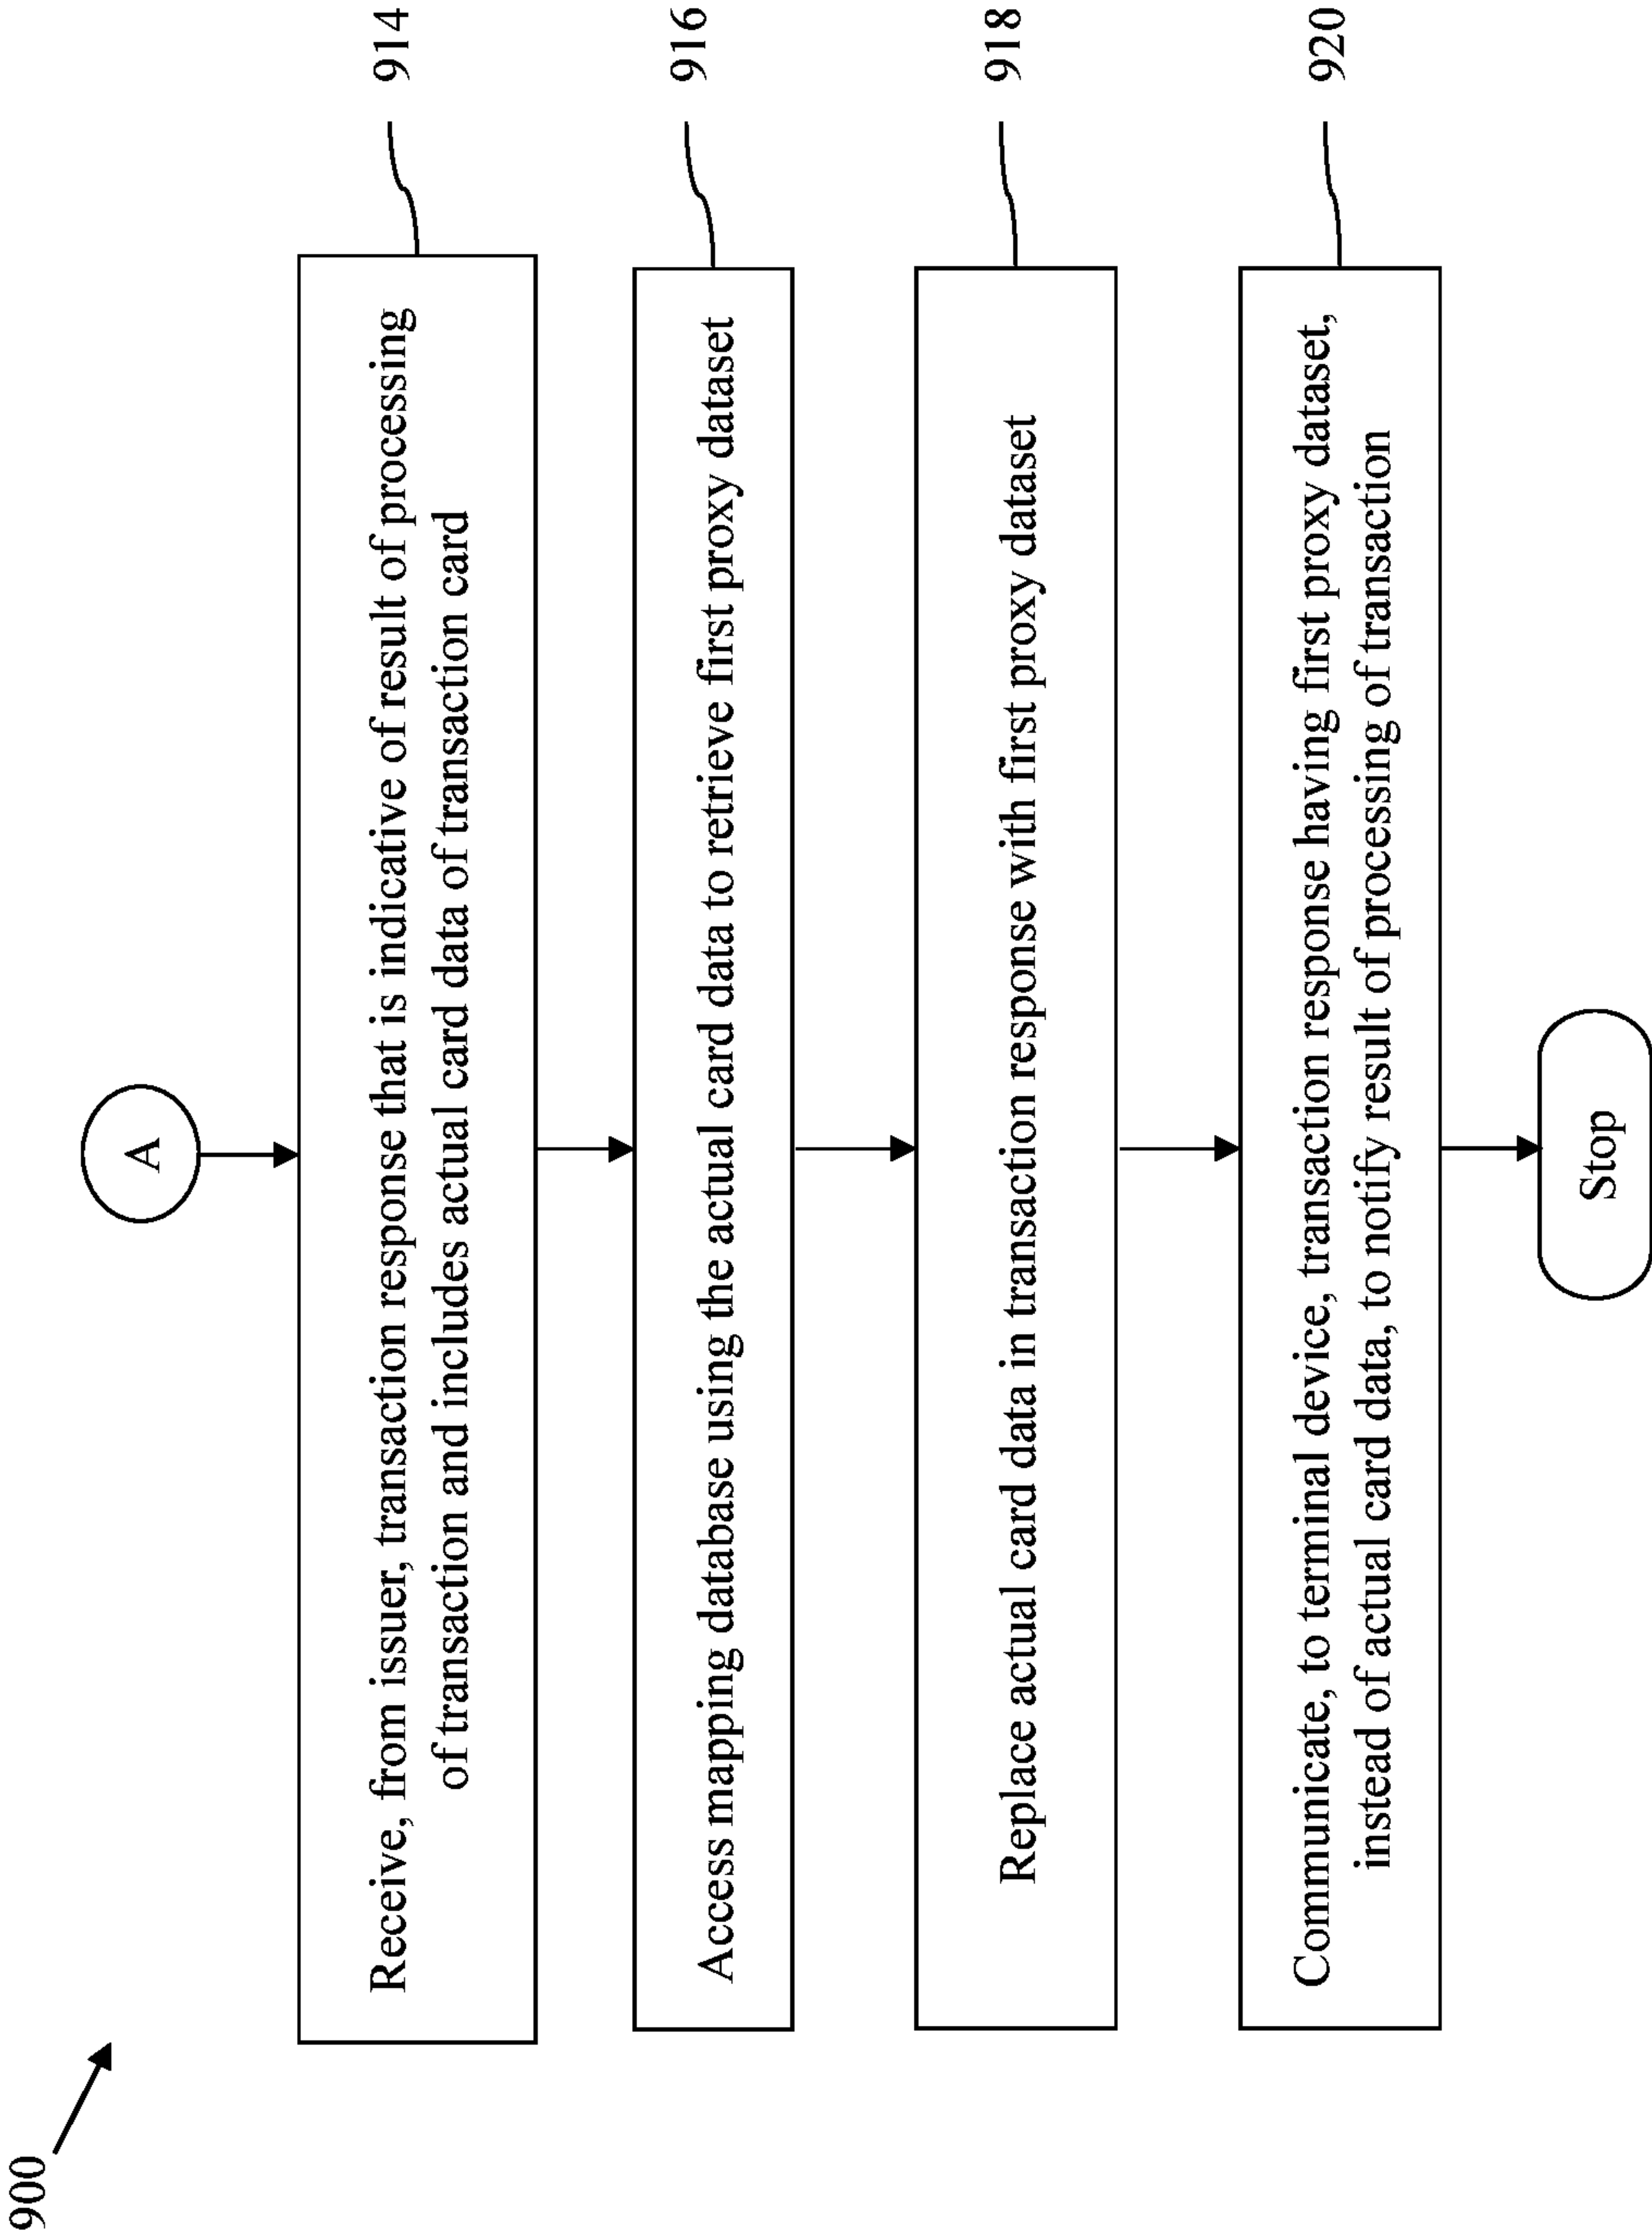 900
A
Receive, from issuer, transaction response that is indicative of result of processing
of transaction and includes actual card data of transaction card
914
Access mapping database using the actual card data to retrieve first proxy dataset
916
Replace actual card data in transaction response with first proxy dataset
918
Communicate, to terminal device, transaction response having first proxy dataset,
instead of actual card data, to notify result of processing of transaction
920
Stop